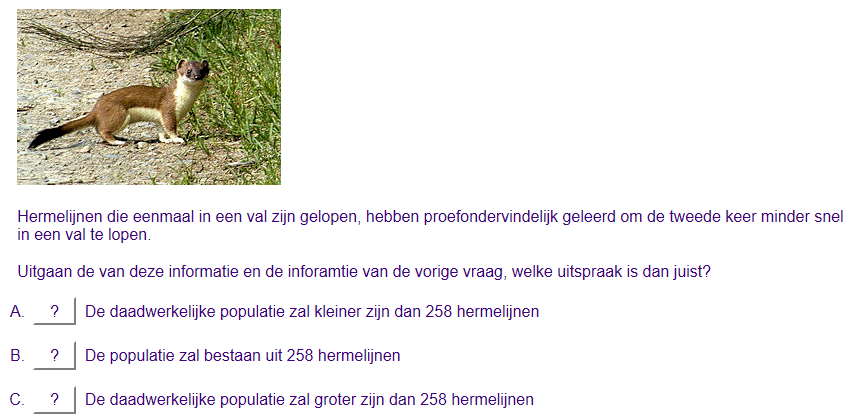 Hermelijnen die eenmaal in een val zijn gelopen, hebben proefondervindelijk geleerd om de tweede keer minder snel
in een val te lopen.
Uitgaan de van deze informatie en de inforamtie van de vorige vraag, welke uitspraak is dan juist?
A. ? De daadwerkelijke populatie zal kleiner zijn dan 258 hermelijnen
B. ? De populatie zal bestaan uit 258 hermelijnen
C. ? De daadwerkelijke populatie zal groter zijn dan 258 hermelijnen